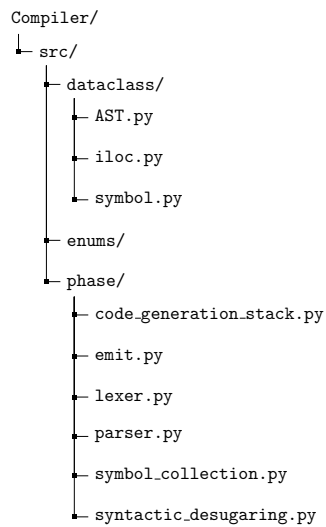 Compiler/
src/
dataclass/
AST.py
iloc.py
symbol.py
enums/
phase/
code_generation_stack.py
emit.py
lexer.py
parser.py
symbol_collection.py
syntactic_desugaring.py